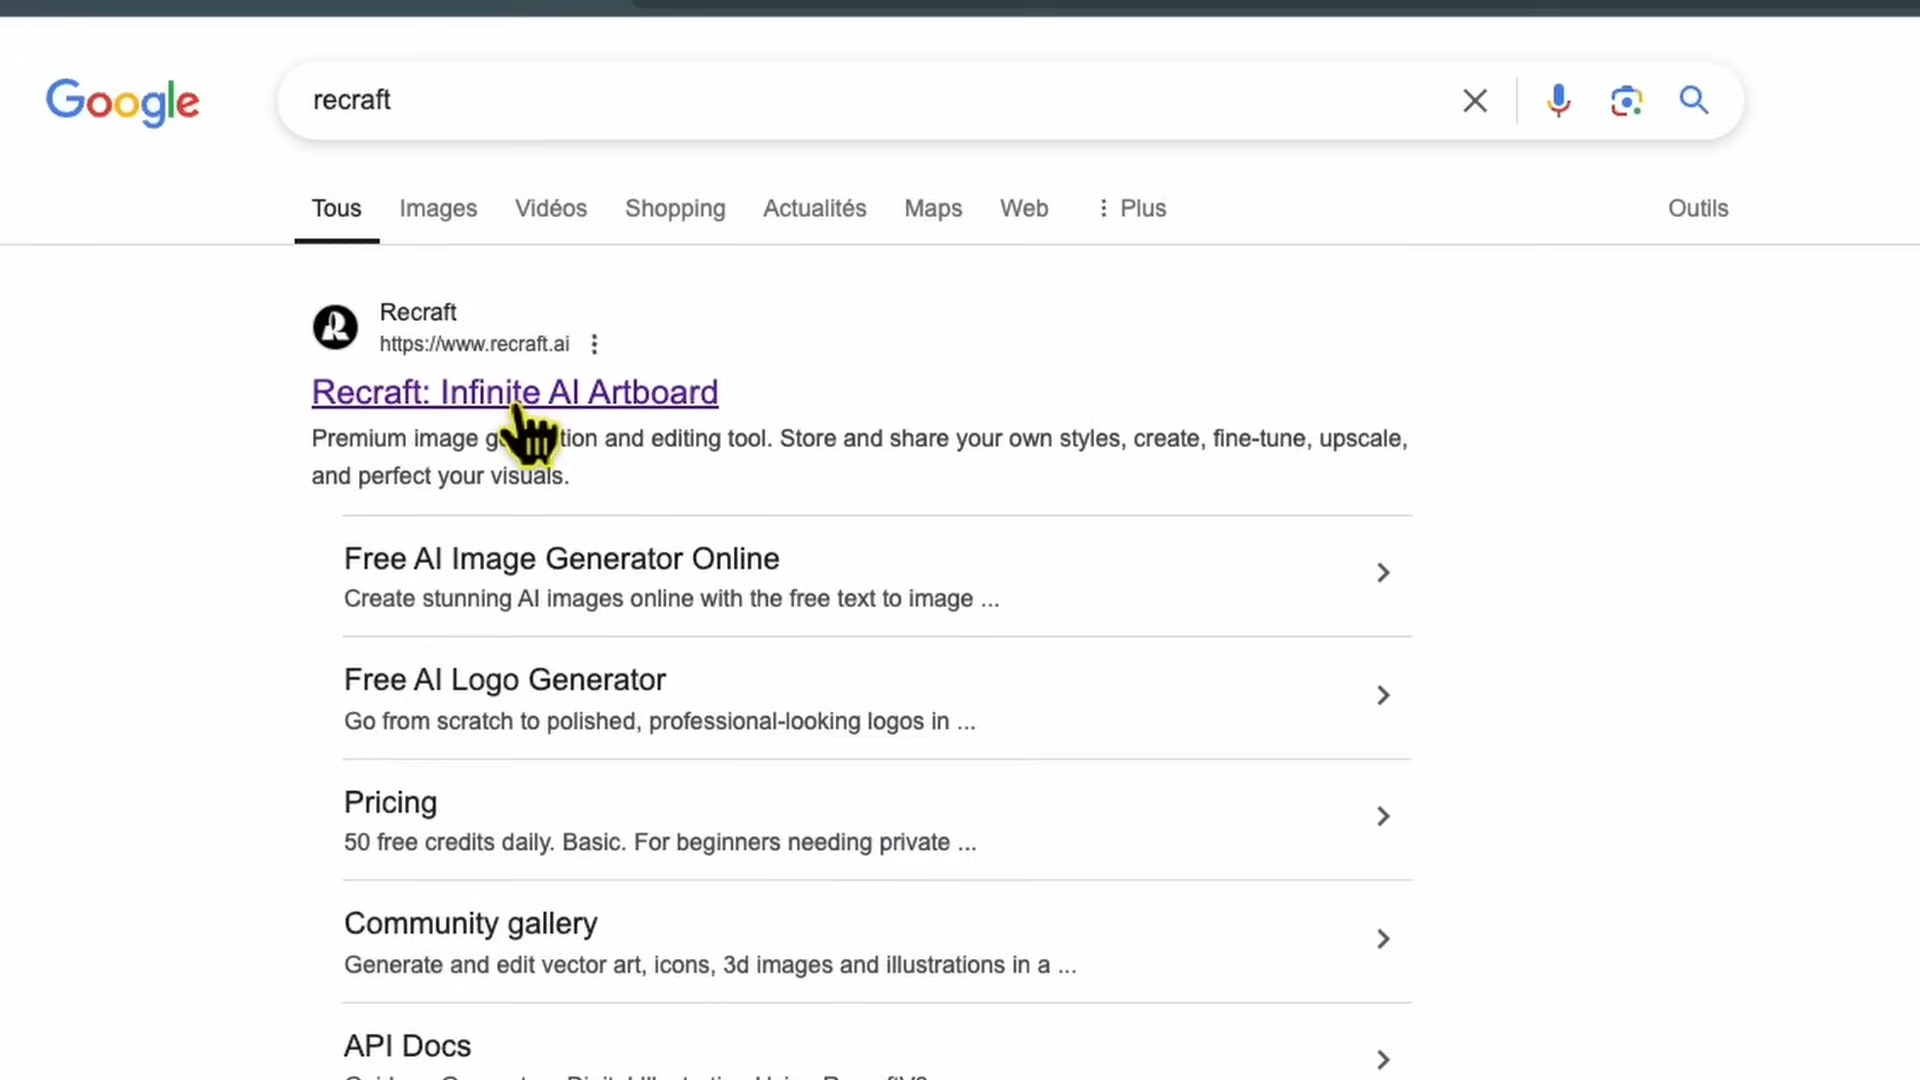 Google
recraft
Tous Images Vidéos Shopping Actualités Maps Web Plus Outils
Recraft
https://www.recraft.ai
Recraft: Infinite AI Artboard
Premium image g tion and editing tool. Store and share your own styles, create, fine-tune, upscale,
and perfect your visuals.
Free AI Image Generator Online
Create stunning AI images online with the free text to image ...
Free AI Logo Generator
Go from scratch to polished, professional-looking logos in ...
Pricing
50 free credits daily. Basic. For beginners needing private ...
Community gallery
Generate and edit vector art, icons, 3d images and illustrations in a ...
API Docs